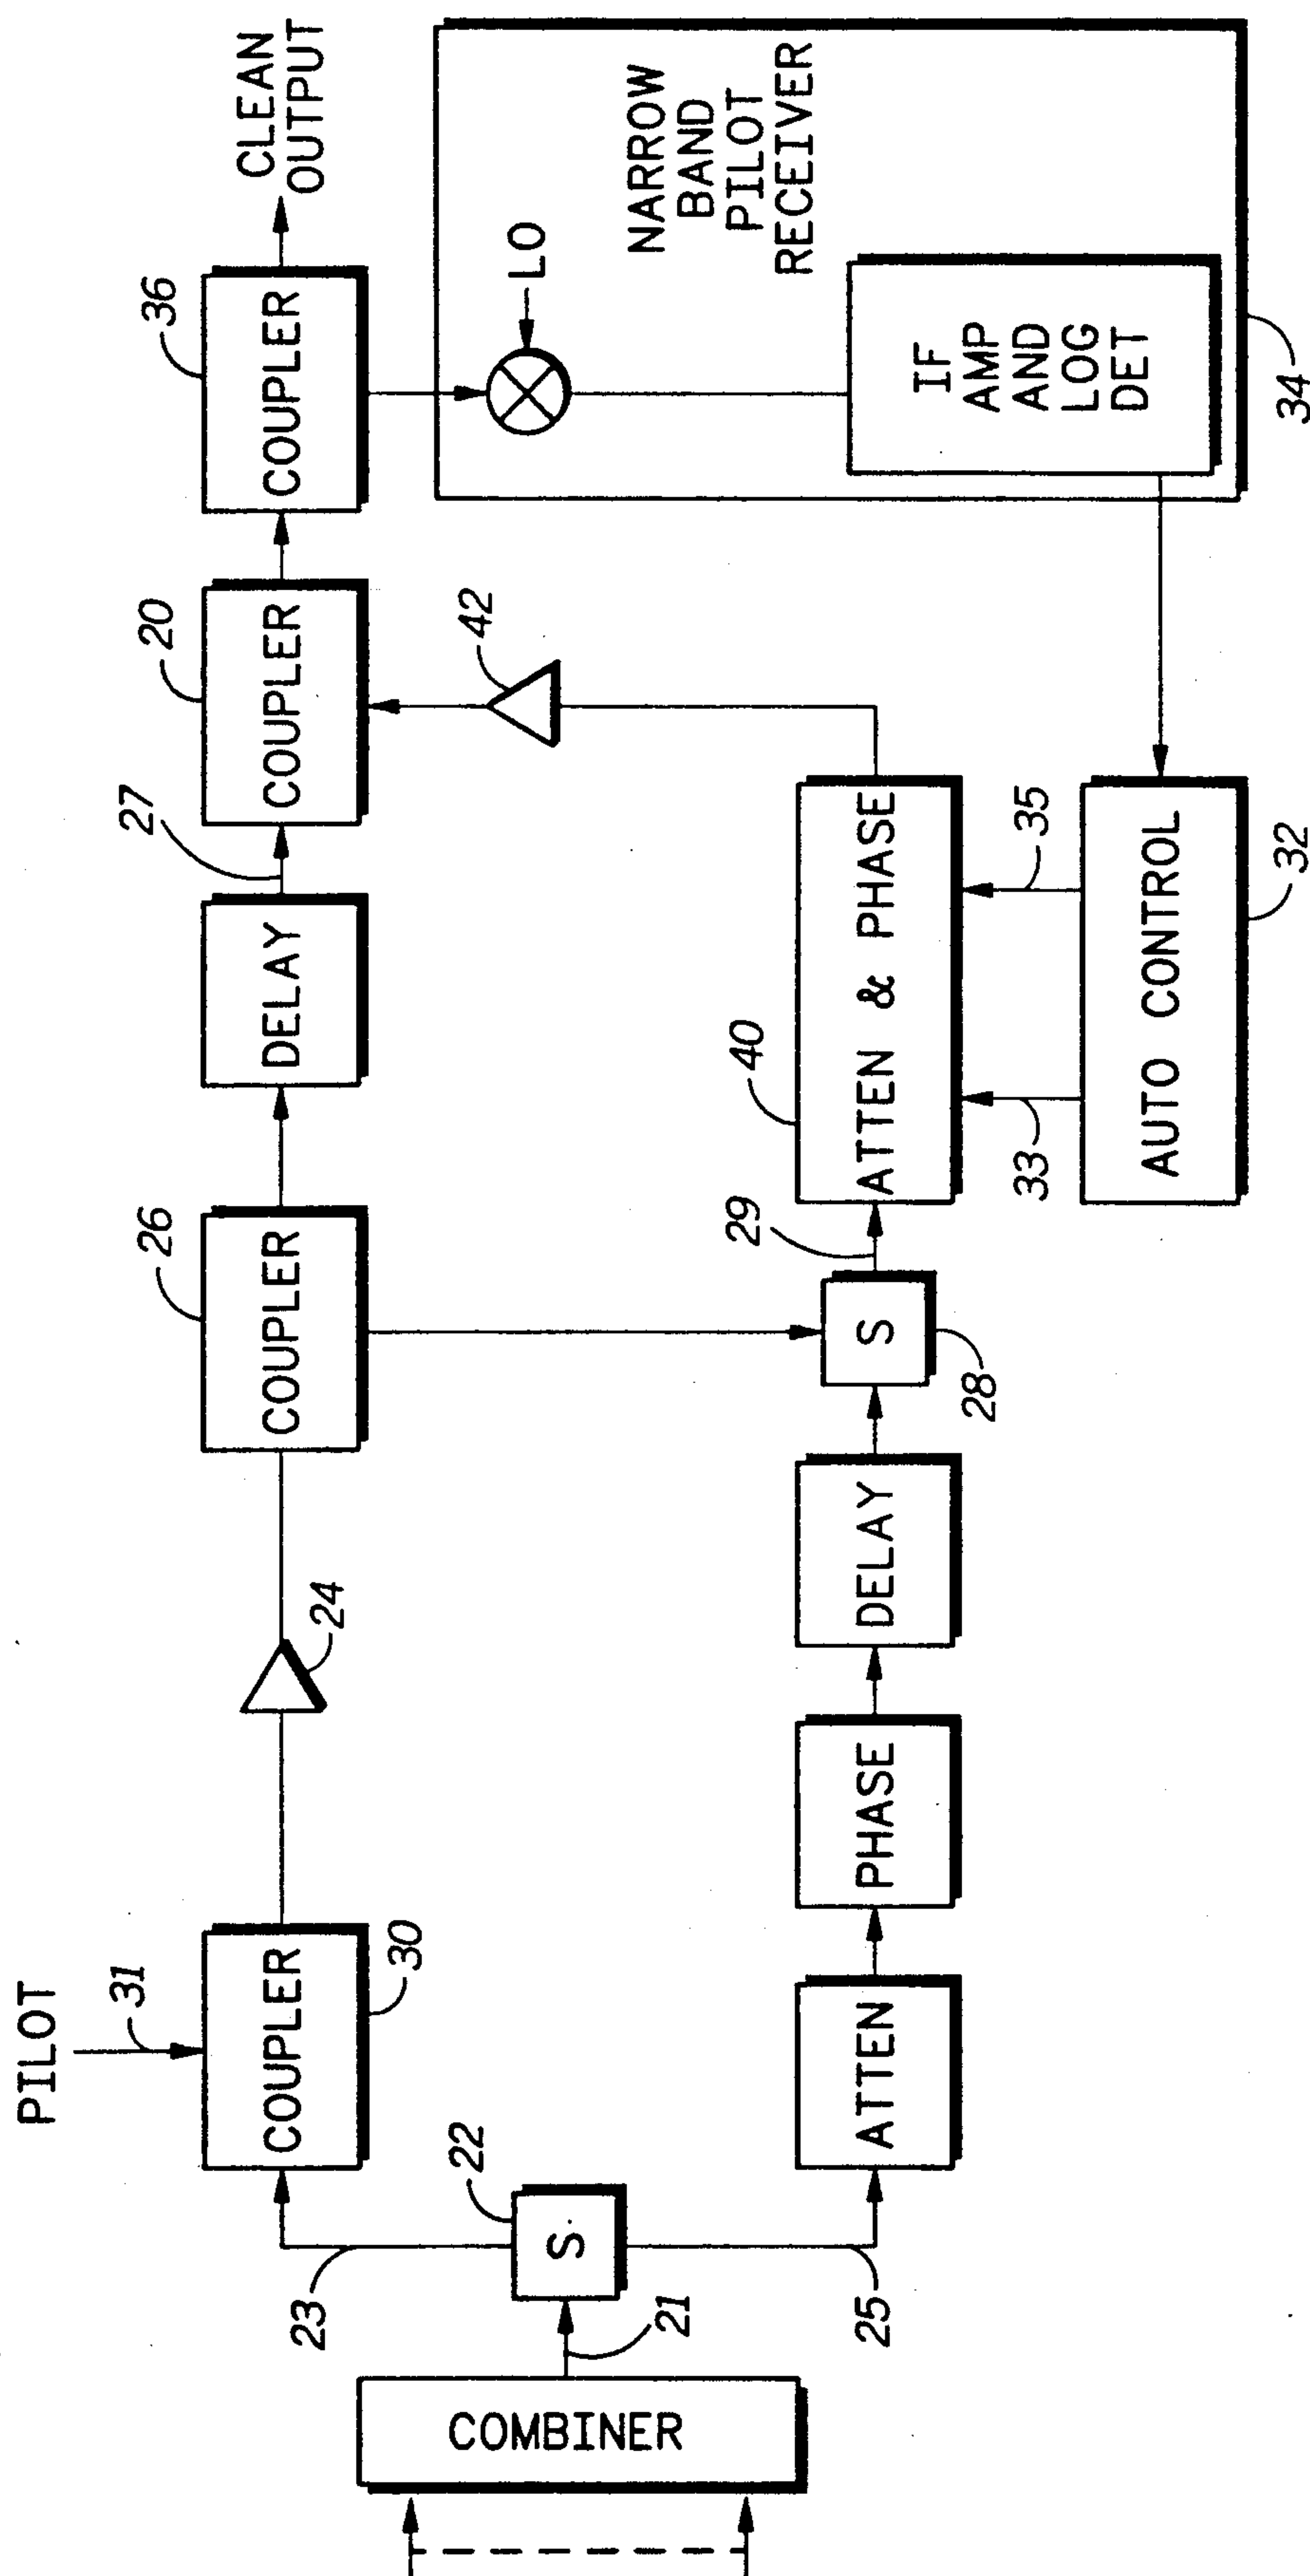 PILOT
31
COUPLER
30
23
22
S
21
COMBINER
25
24
COUPLER
26
DELAY
27
COUPLER
20
COUPLER
36
CLEAN
OUTPUT
ATTEN
PHASE
DELAY
S
28
29
ATTEN & PHASE
40
42
33
35
AUTO CONTROL
32
LO
NARROW
BAND
PILOT
RECEIVER
IF
AMP
AND
LOG
DET
34